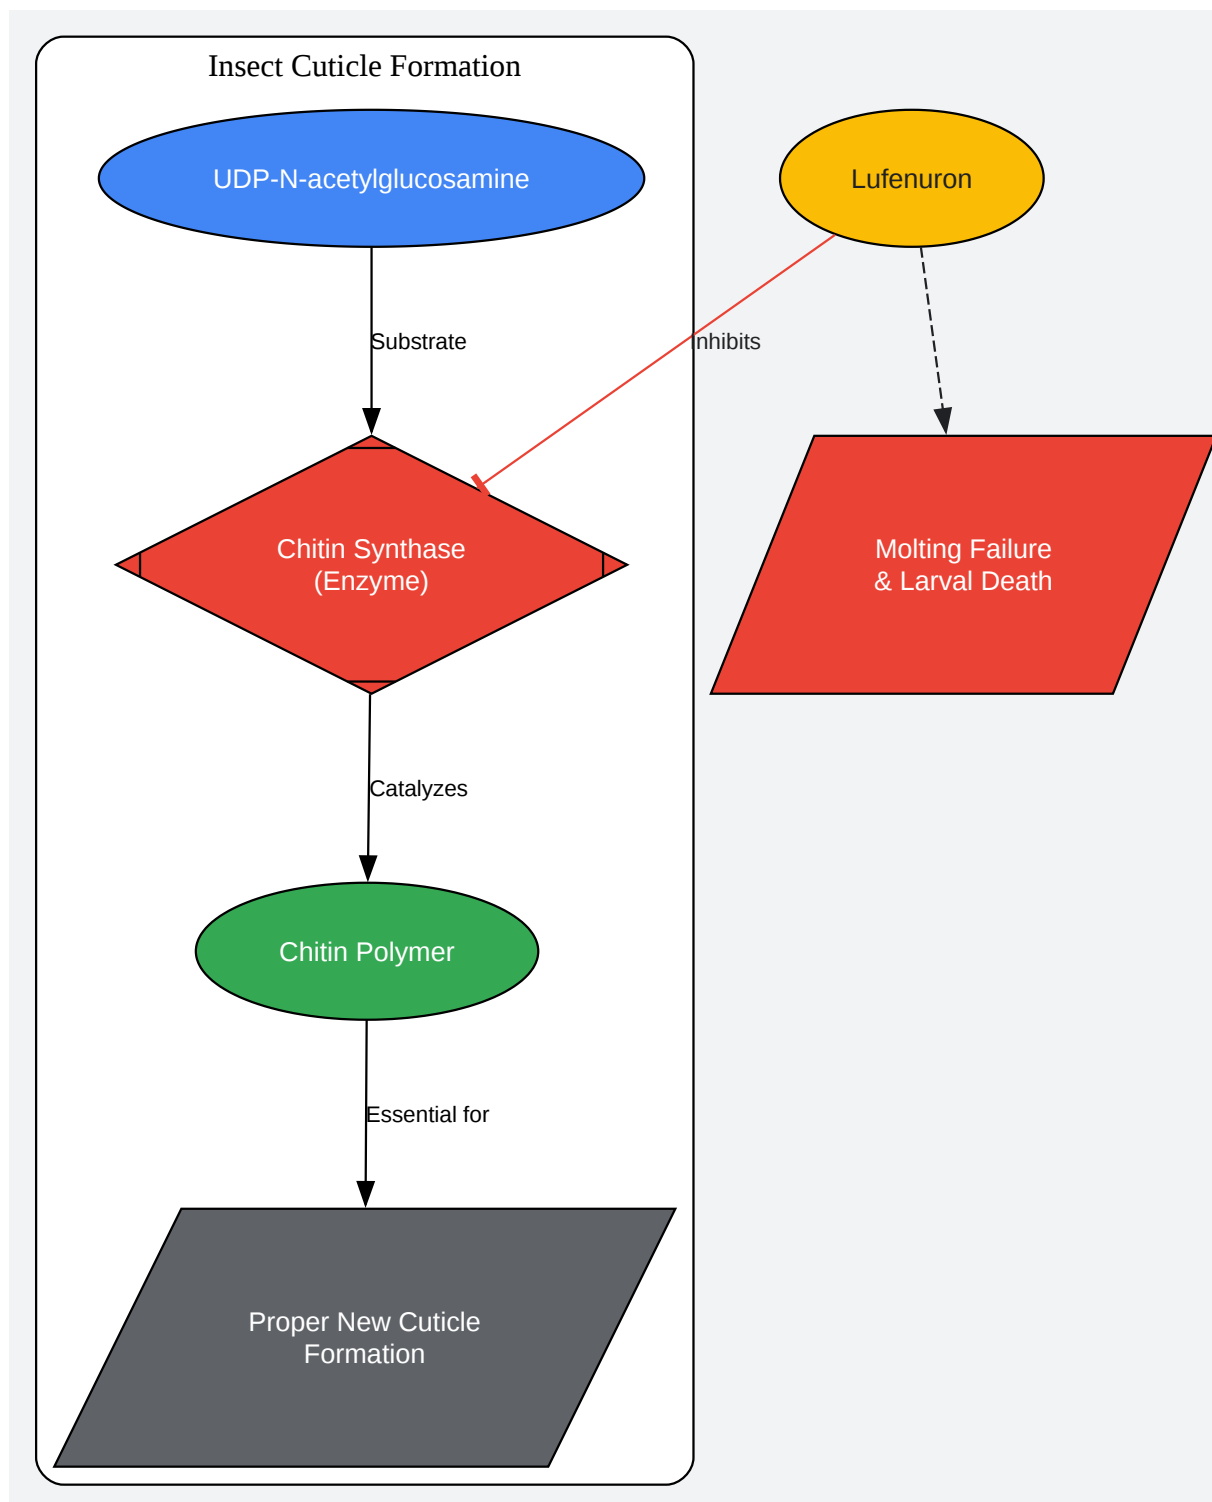 Insect Cuticle Formation
UDP-N-acetylglucosamine
Lufenuron
Substrate
Inhibits
Chitin Synthase
(Enzyme)
Molting Failure
& Larval Death
Catalyzes
Chitin Polymer
Essential for
Proper New Cuticle
Formation